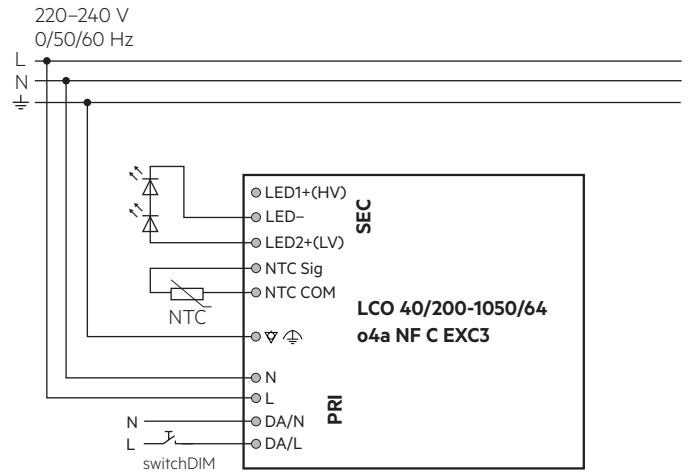 220–240 V
0/50/60 Hz
L
N
LED1+(HV)
LED–
SEC
LED2+(LV)
NTC Sig
NTC COM
NTC
LCO 40/200-1050/64
o4a NF C EXC3
N
L
PRI
N DA/N
L DA/L
switchDIM